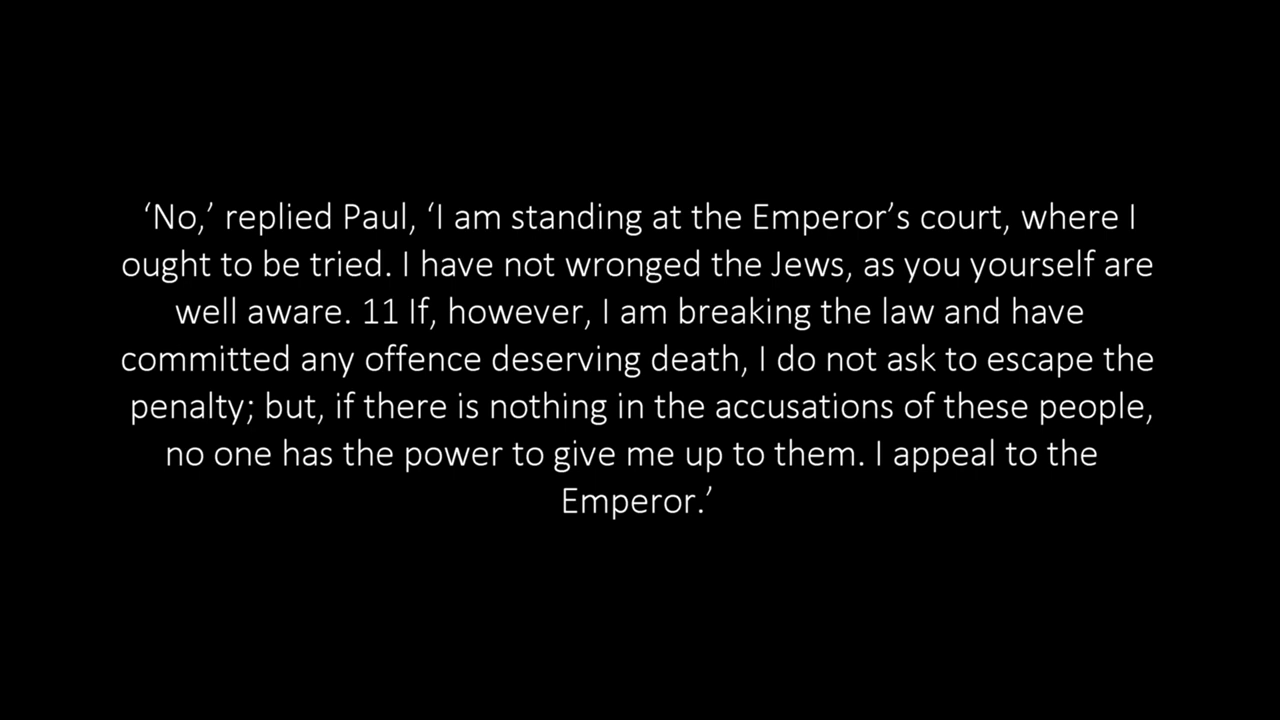 ‘No,’ replied Paul, ‘I am standing at the Emperor’s court, where I
ought to be tried. I have not wronged the Jews, as you yourself are
well aware. 11 If, however, I am breaking the law and have
committed any offence deserving death, I do not ask to escape the
penalty; but, if there is nothing in the accusations of these people,
no one has the power to give me up to them. I appeal to the
Emperor.’